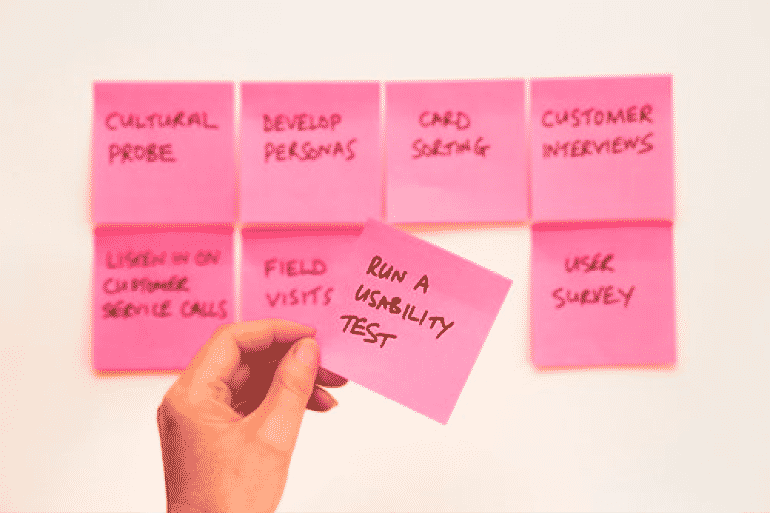 CULTURAL
PROBE
DEVELOP
PERSONAS
CARD
SORTING
CUSTOMER
INTERVIEWS
LISTEN IN ON
CUSTOMER
SERVICE CALLS
FIELD
VISITS
RUN A
USABILITY
TEST
USER
SURVEY